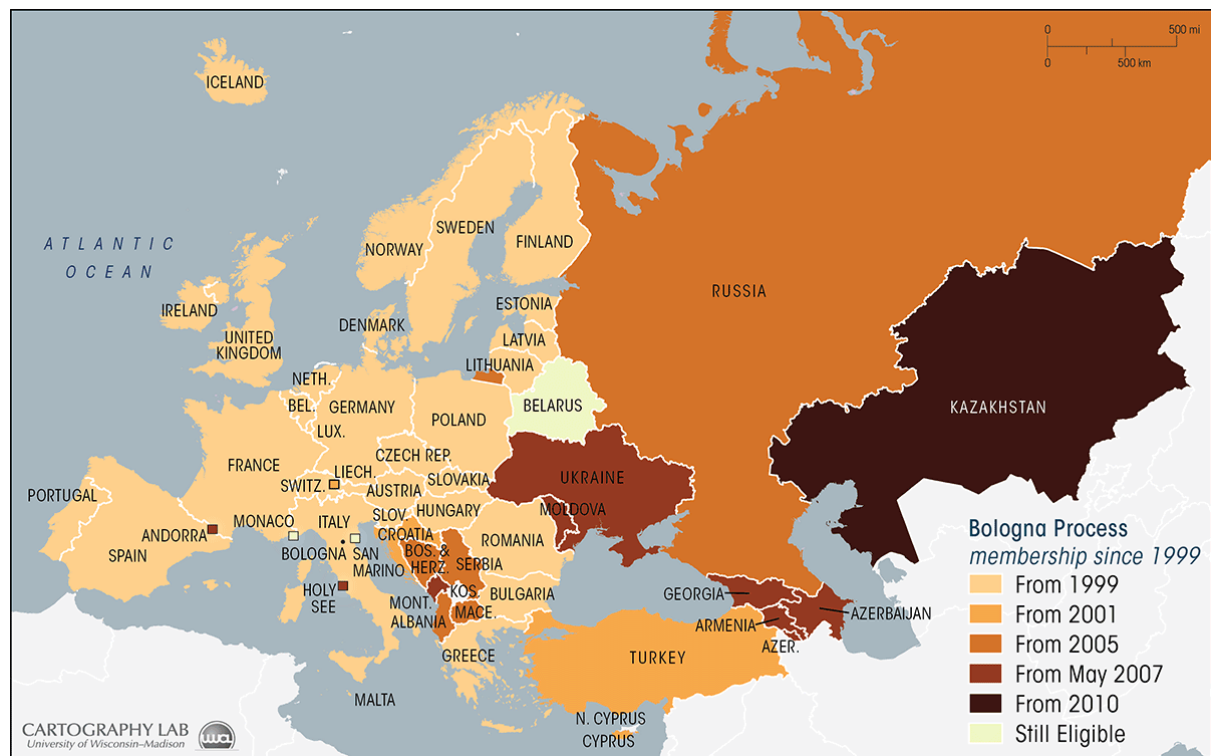 0 500 mi
0 500 km
ICELAND
ATLANTIC
OCEAN
NORWAY
SWEDEN
FINLAND
RUSSIA
ESTONIA
IRELAND
UNITED
KINGDOM
DENMARK
LATVIA
LITHUANIA
NETH.
BEL.
GERMANY
POLAND
BELARUS
KAZAKHSTAN
LUX.
CZECH REP.
FRANCE
LIECH.
SWITZ.
SLOVAKIA
UKRAINE
AUSTRIA
PORTUGAL
HUNGARY
MOLDOVA
MONACO
ITALY
SLOV.
CROATIA
ANDORRA
ROMANIA
SPAIN
BOLOGNA
SAN
MARINO
BOS. &
HERZ.
SERBIA
HOLY
SEE
KOS.
BULGARIA
MONT.
MACE.
ALBANIA
GEORGIA
AZERBAIJAN
ARMENIA
AZER.
GREECE
TURKEY
MALTA
N. CYPRUS
CYPRUS
Bologna Process
membership since 1999
From 1999
From 2001
From 2005
From May 2007
From 2010
Still Eligible
CARTOGRAPHY LAB
University of Wisconsin–Madison
UWCL